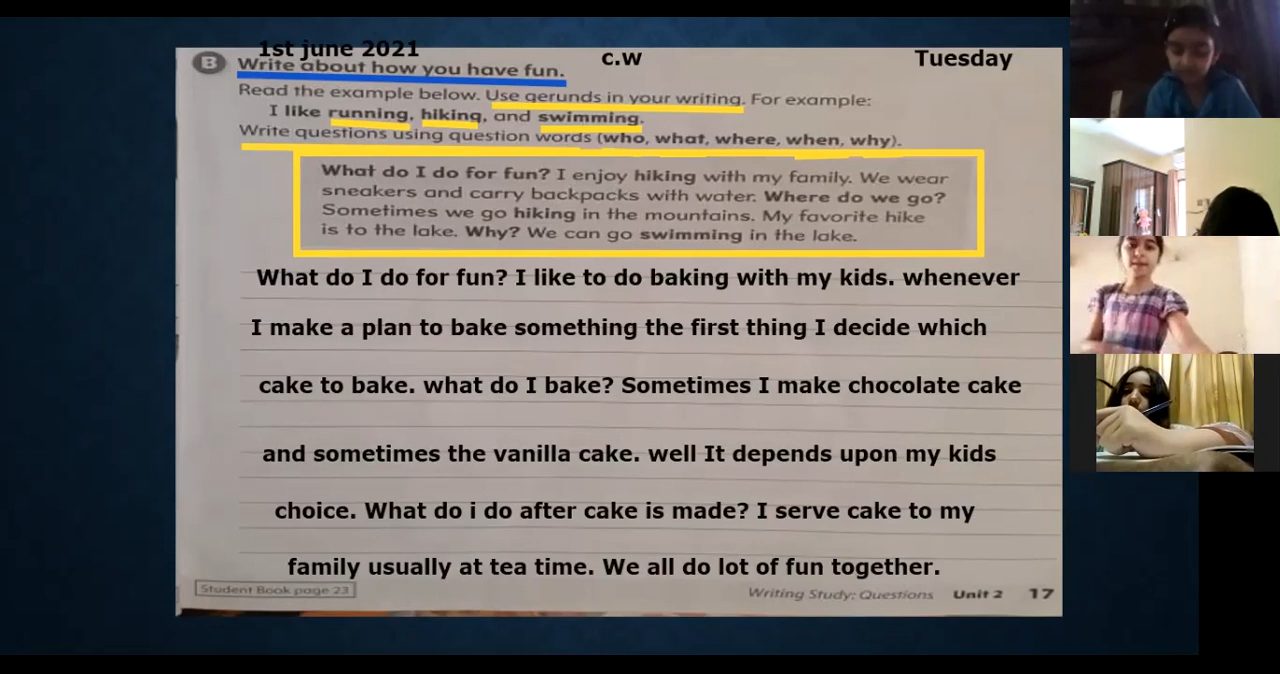 1st june 2021
c.w
Tuesday
B Write about how you have fun.
Read the example below. Use gerunds in your writing. For example:
I like running, hiking, and swimming.
Write questions using question words (who, what, where, when, why).
What do I do for fun? I enjoy hiking with my family. We wear
sneakers and carry backpacks with water. Where do we go?
Sometimes we go hiking in the mountains. My favorite hike
is to the lake. Why? We can go swimming in the lake.
What do I do for fun? I like to do baking with my kids. whenever
I make a plan to bake something the first thing I decide which
cake to bake. what do I bake? Sometimes I make chocolate cake
and sometimes the vanilla cake. well It depends upon my kids
choice. What do i do after cake is made? I serve cake to my
family usually at tea time. We all do lot of fun together.
Student Book page 23
Writing Study: Questions Unit 2 17